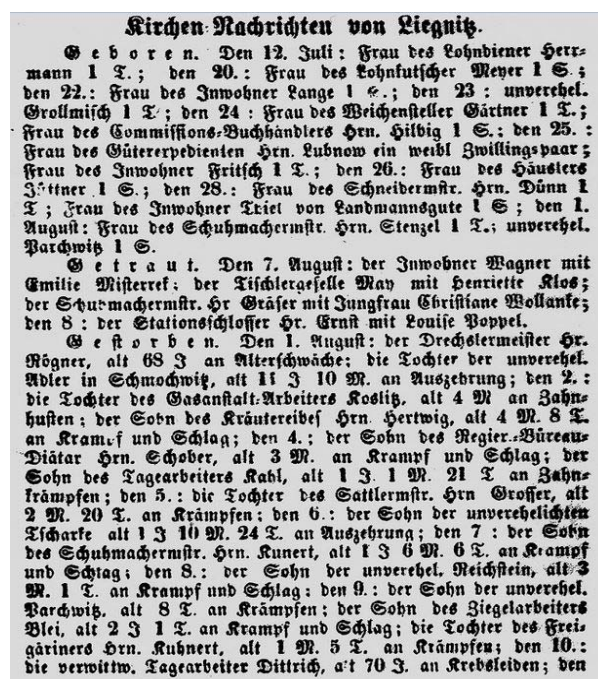 Kirchen-Nachrichten von Liegnitz.
Geboren. Den 12. Juli: Frau des Lohndiener Herr-
mann 1 T.; den 20.: Frau des Lohnkutscher Meyer 1 S.;
den 22.: Frau des Inwohner Lange 1 .; den 23: unverehel.
Grollmisch 1 T; den 24: Frau des Weichensteller Gärtner 1 T.;
Frau des Commissions-Buchhändlers Hrn. Hilbig 1 S.; den 25.:
Frau des Güterexpedienten Hrn. Lubnow ein weibl Zwillingspaar;
Frau des Inwohner Fritsch 1 T.; den 26.: Frau des Häuslers
1 S.; den 28.: Frau des Schneidermstr. Hrn. Dünn 1
T; Frau des Inwohner Triel von Landmannsgute 1 S; den 1.
August: Frau des Schuhmachermstr. Hrn. Stenzel 1 T.; unverehel.
Parchwitz 1 S.
Getraut. Den 7. August: der Inwohner Wagner mit
Emilie Misterrek; der Tischlergeselle May mit Henriette Klos;
der Schuhmachermstr. Hr Gräser mit Jungfrau Christiane Wollanke;
den 8: der Stationsschlosser Hr. Ernst mit Louise Poppel.
Gestorben. Den 1. August: der Drechslermeister Hr.
Rögner, alt 68 J an Altersschwäche; die Tochter der unverehel.
Adler in Schmochwitz, alt 11 J 10 M. an Auszehrung; den 2.:
die Tochter des Gasanstalt-Arbeiters Koslitz, alt 4 M an Zahn-
husten; der Sohn des Kräutereibes Hrn. Hertwig, alt 4 M. 8 T.
an Krampf und Schlag; den 4.: der Sohn des Regier.-Büreau-
Diätar Hrn. Schober, alt 3 M. an Krampf und Schlag; der
Sohn des Tagearbeiters Kahl, alt 1 J. 1 M. 21 T an Zahn-
krämpfen; den 5.: die Tochter des Sattlermstr. Hrn Grosser, alt
2 M. 20 T. an Krämpfen; den 6.: der Sohn der unverehelichten
Tscharke alt 1 J 10 M. 24 T an Auszehrung; den 7: der Sohn
des Schuhmachermstr. Hrn. Kunert, alt 1 J 6 M. 6 T. an Krampf
und Schlag; den 8.: der Sohn der unverehel. Reichstein, alt 3
M. 1 T. an Krampf und Schlag; den 9.: der Sohn der unverehel.
Parchwitz, alt 8 T. an Krämpfen; der Sohn des Ziegelarbeiters
Blei, alt 2 J 1 T. an Krampf und Schlag; die Tochter des Frei-
gärtners Hrn. Kuhnert, alt 1 M. 5 T. an Krämpfen; den 10.:
die verwittw. Tagearbeiter Dittrich, alt 70 J. an Krebsleiden; den